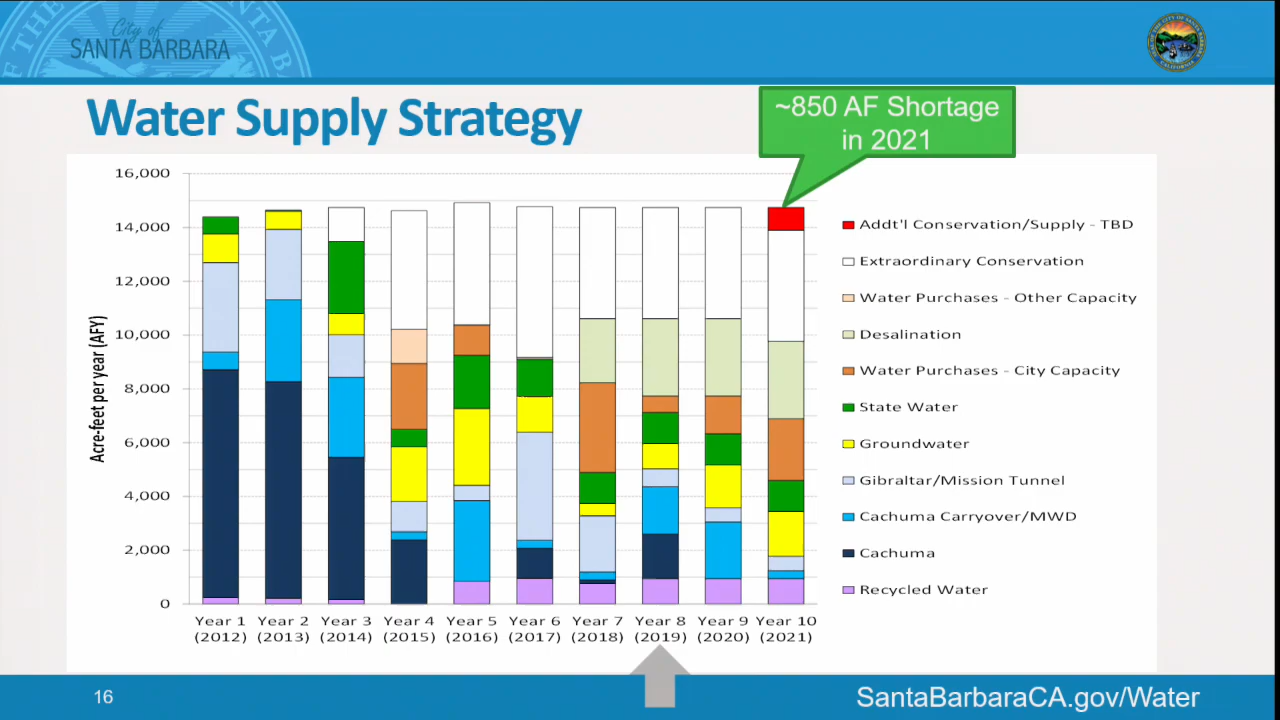 City of
SANTA BARBARA
Water Supply Strategy
~850 AF Shortage
in 2021
Acre-feet per year (AFY)
16,000
14,000
12,000
10,000
8,000
6,000
4,000
2,000
0
Year 1 Year 2 Year 3 Year 4 Year 5 Year 6 Year 7 Year 8 Year 9 Year 10
(2012) (2013) (2014) (2015) (2016) (2017) (2018) (2019) (2020) (2021)
Addt'l Conservation/Supply - TBD
Extraordinary Conservation
Water Purchases - Other Capacity
Desalination
Water Purchases - City Capacity
State Water
Groundwater
Gibraltar/Mission Tunnel
Cachuma Carryover/MWD
Cachuma
Recycled Water
16
SantaBarbaraCA.gov/Water